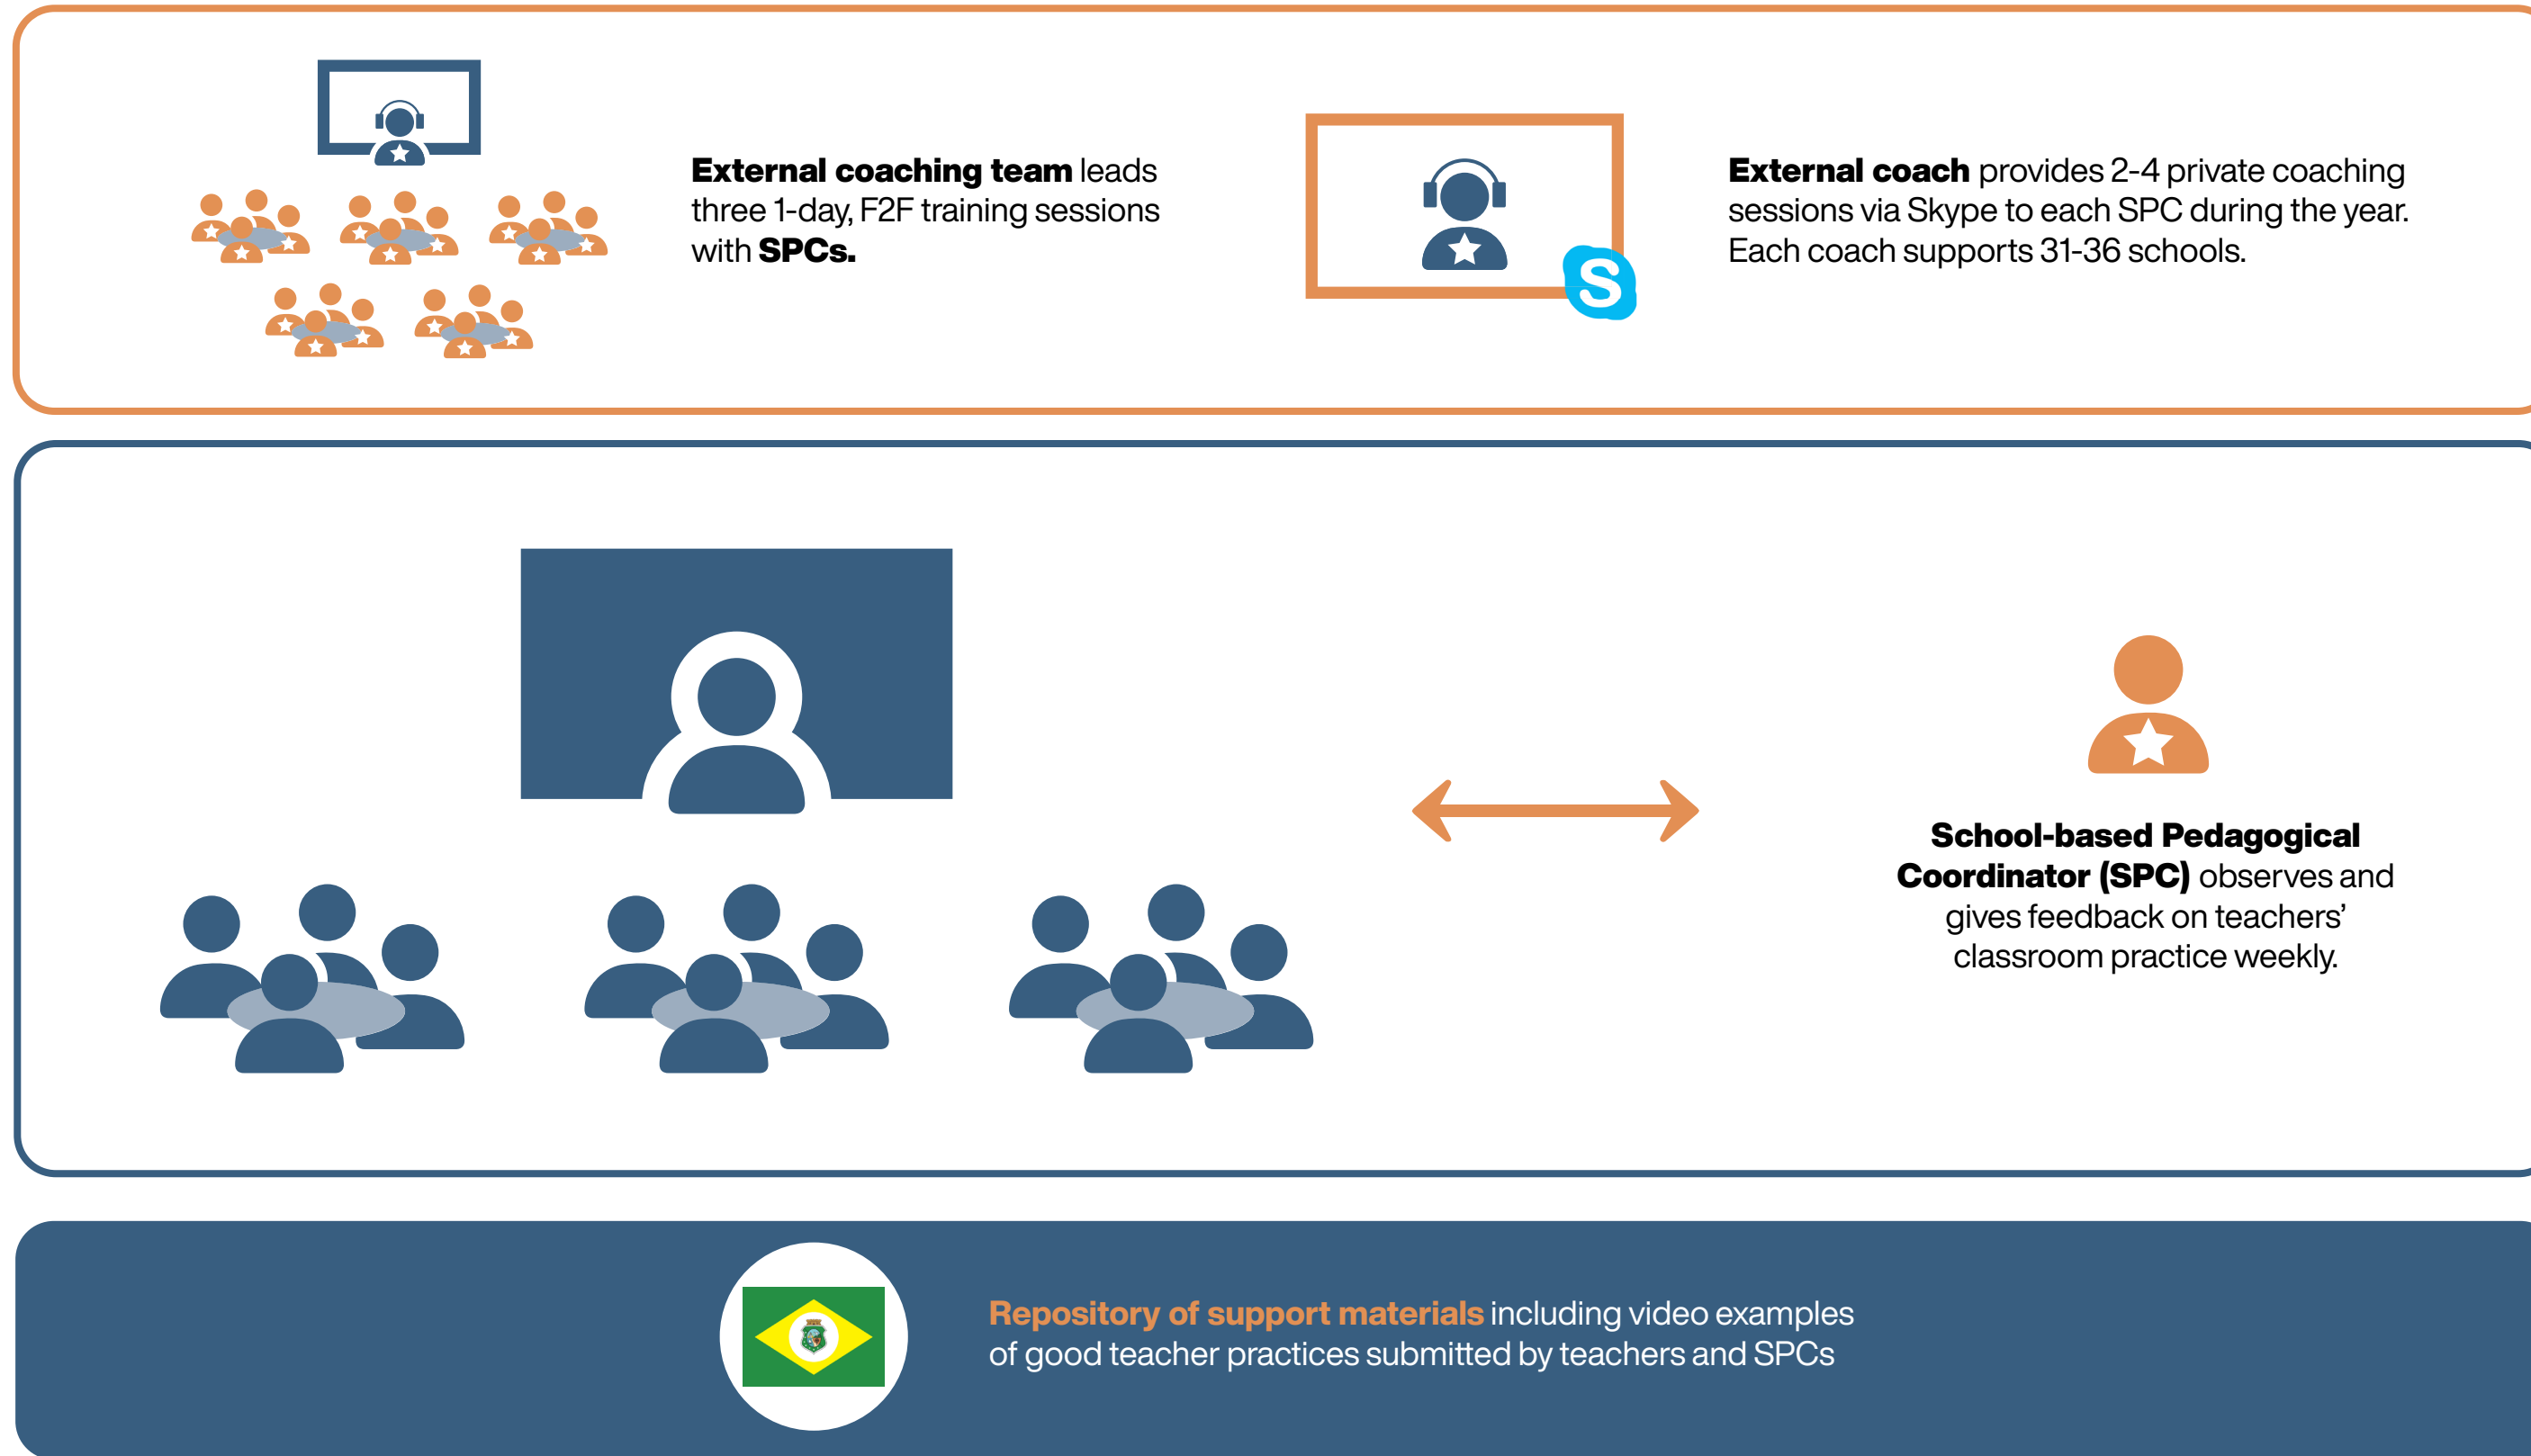 External coaching team leads
three 1-day, F2F training sessions
with SPCs.
External coach provides 2-4 private coaching
sessions via Skype to each SPC during the year.
Each coach supports 31-36 schools.
S
School-based Pedagogical
Coordinator (SPC) observes and
gives feedback on teachers’
classroom practice weekly.
Repository of support materials including video examples
of good teacher practices submitted by teachers and SPCs